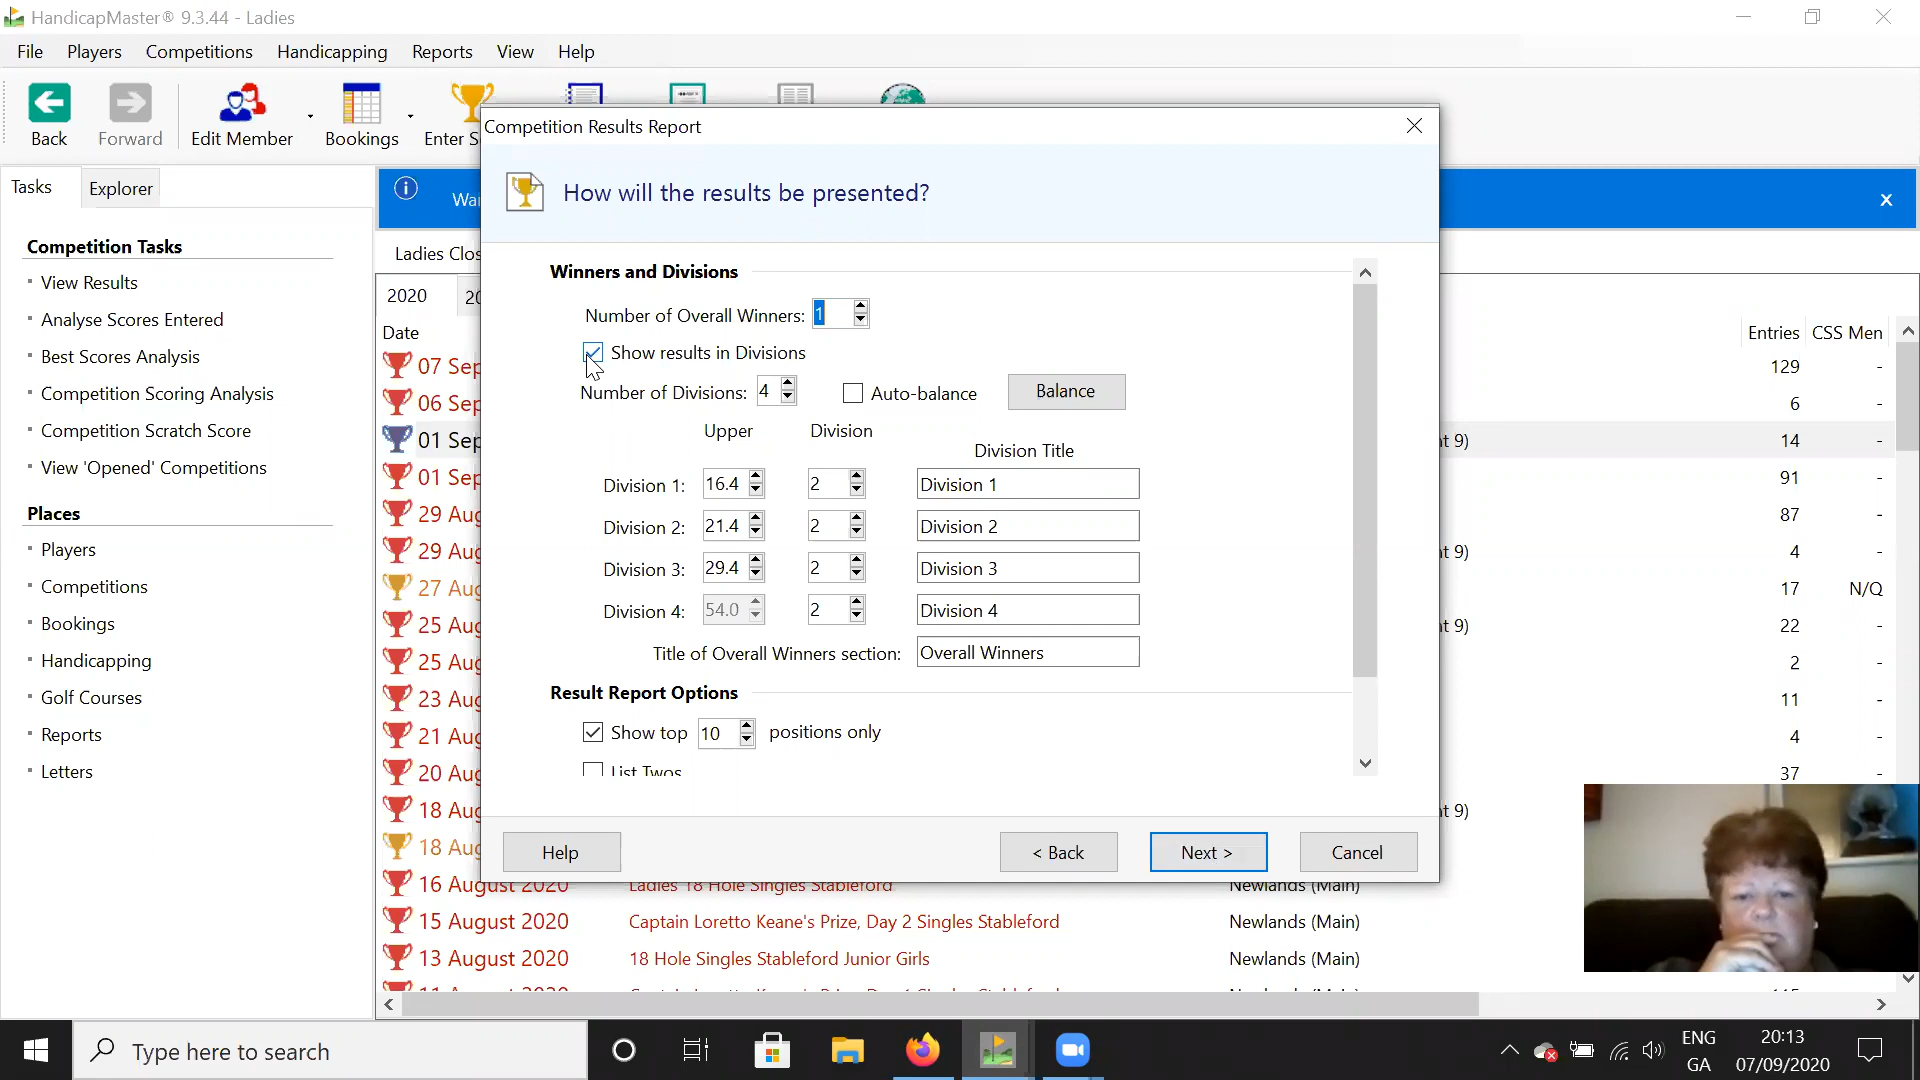 HandicapMaster® 9.3.44 - Ladies
File Players Competitions Handicapping Reports View Help
Back Forward Edit Member Bookings Enter S
Competition Results Report
How will the results be presented?
Tasks Explorer
Wai
Competition Tasks
View Results
Analyse Scores Entered
Best Scores Analysis
Competition Scoring Analysis
Competition Scratch Score
View 'Opened' Competitions
Places
Players
Competitions
Bookings
Handicapping
Golf Courses
Reports
Letters
Ladies Clos
2020 20
Date Entries CSS Men
07 Sep 129 -
06 Sep 6 -
01 Sep t 9) 14 -
01 Sep 91 -
29 Aug 87 -
29 Aug t 9) 4 -
27 Aug 17 N/Q
25 Aug t 9) 22 -
25 Aug 2 -
23 Aug 11 -
21 Aug 4 -
20 Aug 37 -
18 Aug t 9)
18 Aug
16 August 2020 Ladies 18 Hole Singles Stableford Newlands (Main)
15 August 2020 Captain Loretto Keane's Prize, Day 2 Singles Stableford Newlands (Main)
13 August 2020 18 Hole Singles Stableford Junior Girls Newlands (Main)
Winners and Divisions
Number of Overall Winners: 1
Show results in Divisions
Number of Divisions: 4 Auto-balance Balance
Upper Division
Division Title
Division 1: 16.4 2 Division 1
Division 2: 21.4 2 Division 2
Division 3: 29.4 2 Division 3
Division 4: 54.0 2 Division 4
Title of Overall Winners section: Overall Winners
Result Report Options
Show top 10 positions only
List Twos
Help < Back Next > Cancel
Type here to search
ENG
GA
20:13
07/09/2020